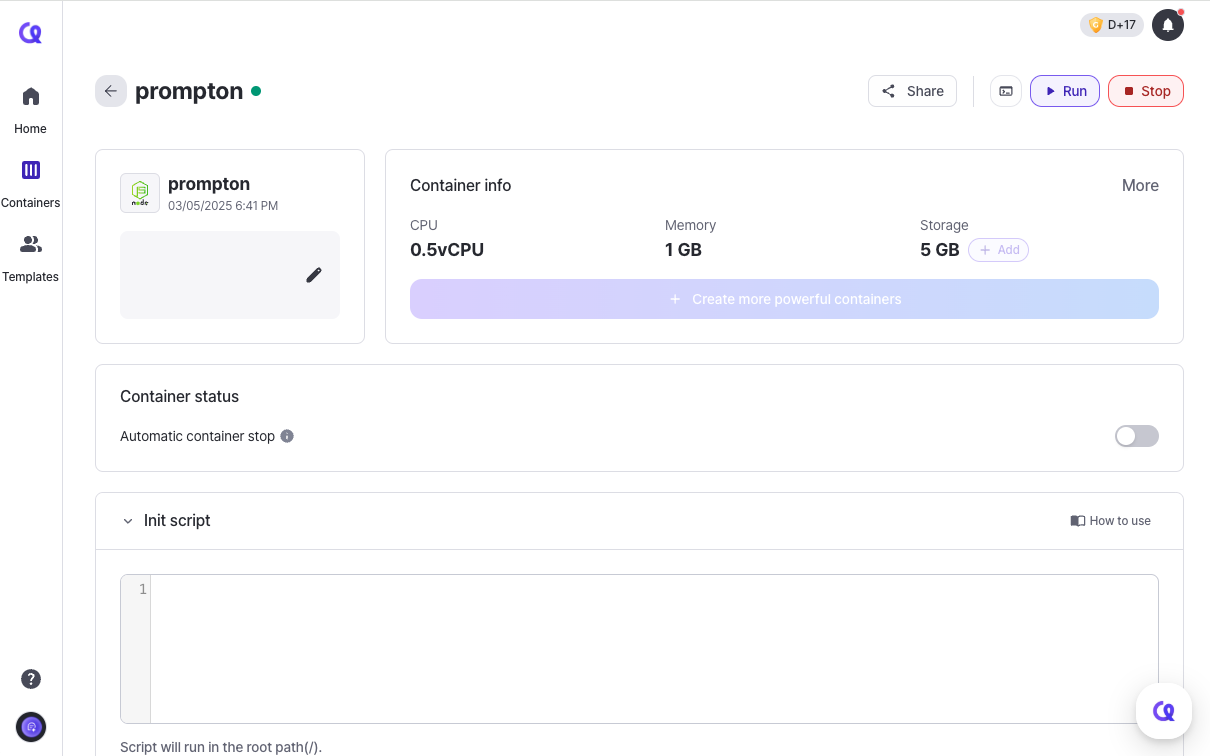 D+17
prompton
Share
Run
Stop
Home
Containers
Templates
node
prompton
03/05/2025 6:41 PM
Container info
More
CPU
Memory
Storage
0.5vCPU
1 GB
5 GB
Add
Create more powerful containers
Container status
Automatic container stop
Init script
How to use
1
Script will run in the root path(/).